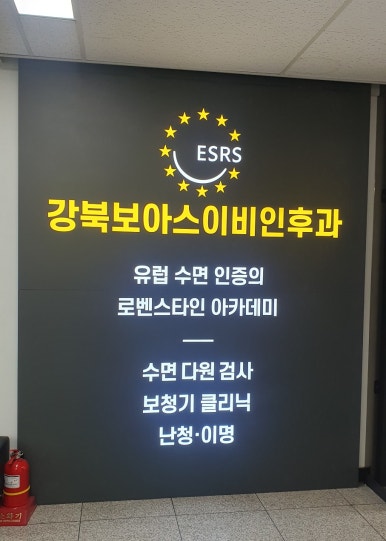 ESRS
강북보아스이비인후과
유럽 수면 인증의
로벤스타인 아카데미
수면 다원 검사
보청기 클리닉
난청·이명